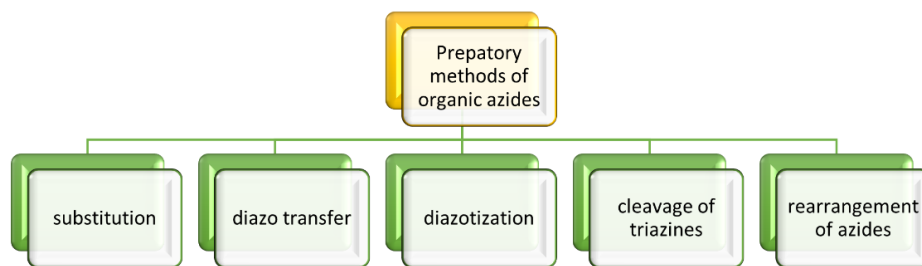 Prepatory
methods of
organic azides
substitution
diazo transfer
diazotization
cleavage of
triazines
rearrangement
of azides